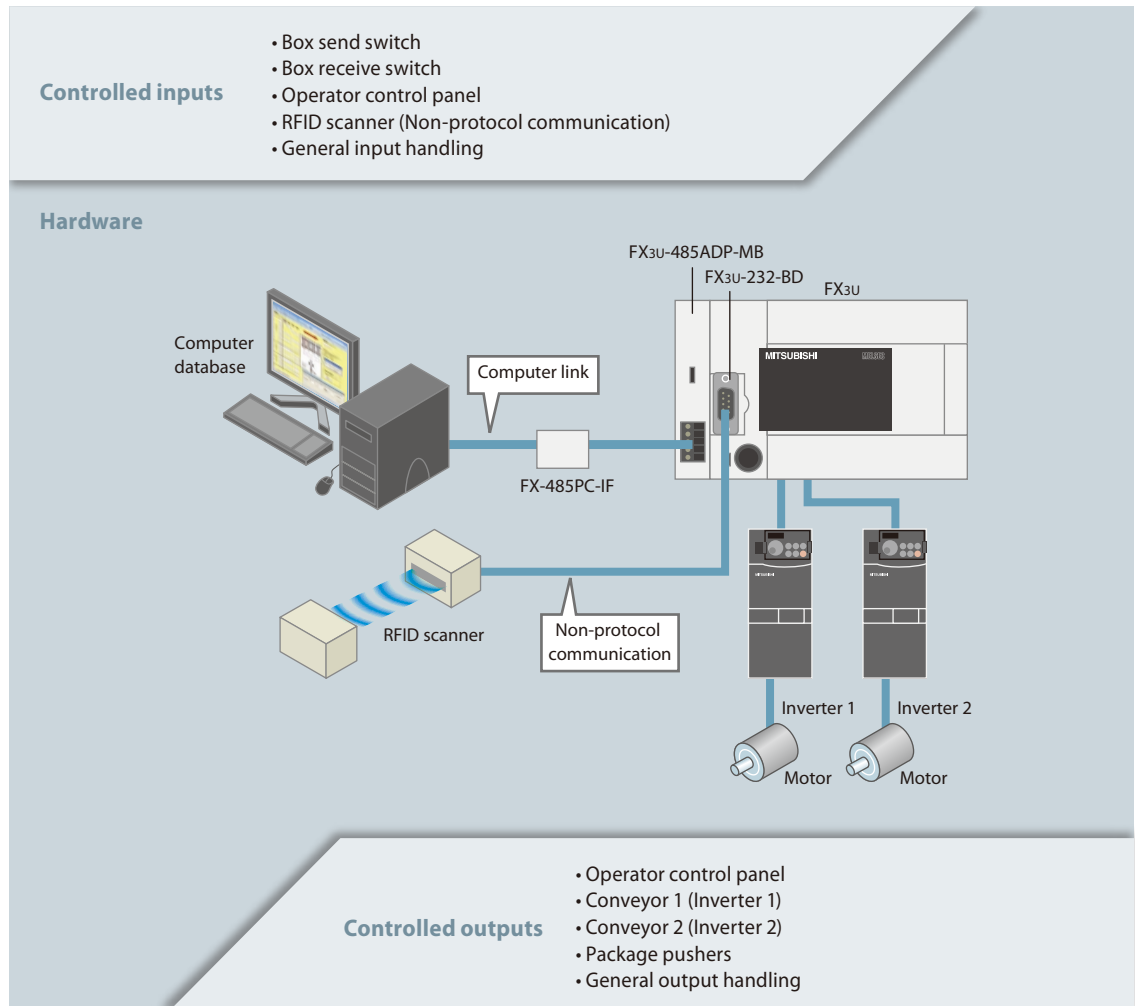 Controlled inputs
• Box send switch
• Box receive switch
• Operator control panel
• RFID scanner (Non-protocol communication)
• General input handling
Hardware
FX3U-485ADP-MB
FX3U-232-BD
FX3U
MITSUBISHI
Computer
database
Computer link
FX-485PC-IF
RFID scanner
Non-protocol
communication
MITSUBISHI
MITSUBISHI
Inverter 1
Inverter 2
Motor
Motor
Controlled outputs
• Operator control panel
• Conveyor 1 (Inverter 1)
• Conveyor 2 (Inverter 2)
• Package pushers
• General output handling